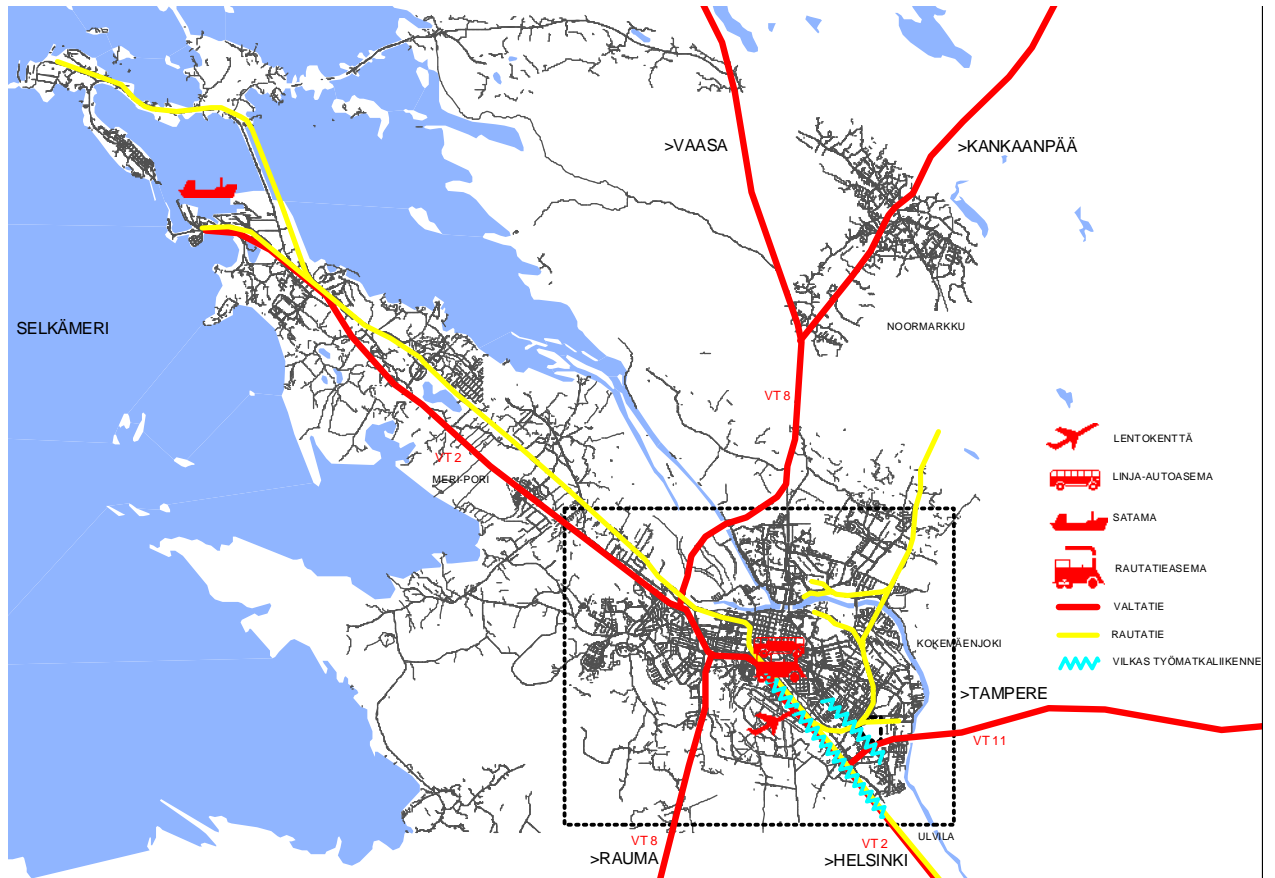 >VAASA
>KANKAANPÄÄ
SELKÄMERI
NOORMARKKU
VT 8
LENTOKENTTÄ
VT 2
MERI-PORI
LINJA-AUTOASEMA
SATAMA
RAUTATIEASEMA
VALTATIE
RAUTATIE
KOKEMÄENJOKI
VILKAS TYÖMATKALIIKENNE
>TAMPERE
VT 11
VT 8
>RAUMA
VT 2
>HELSINKI
ULVILA